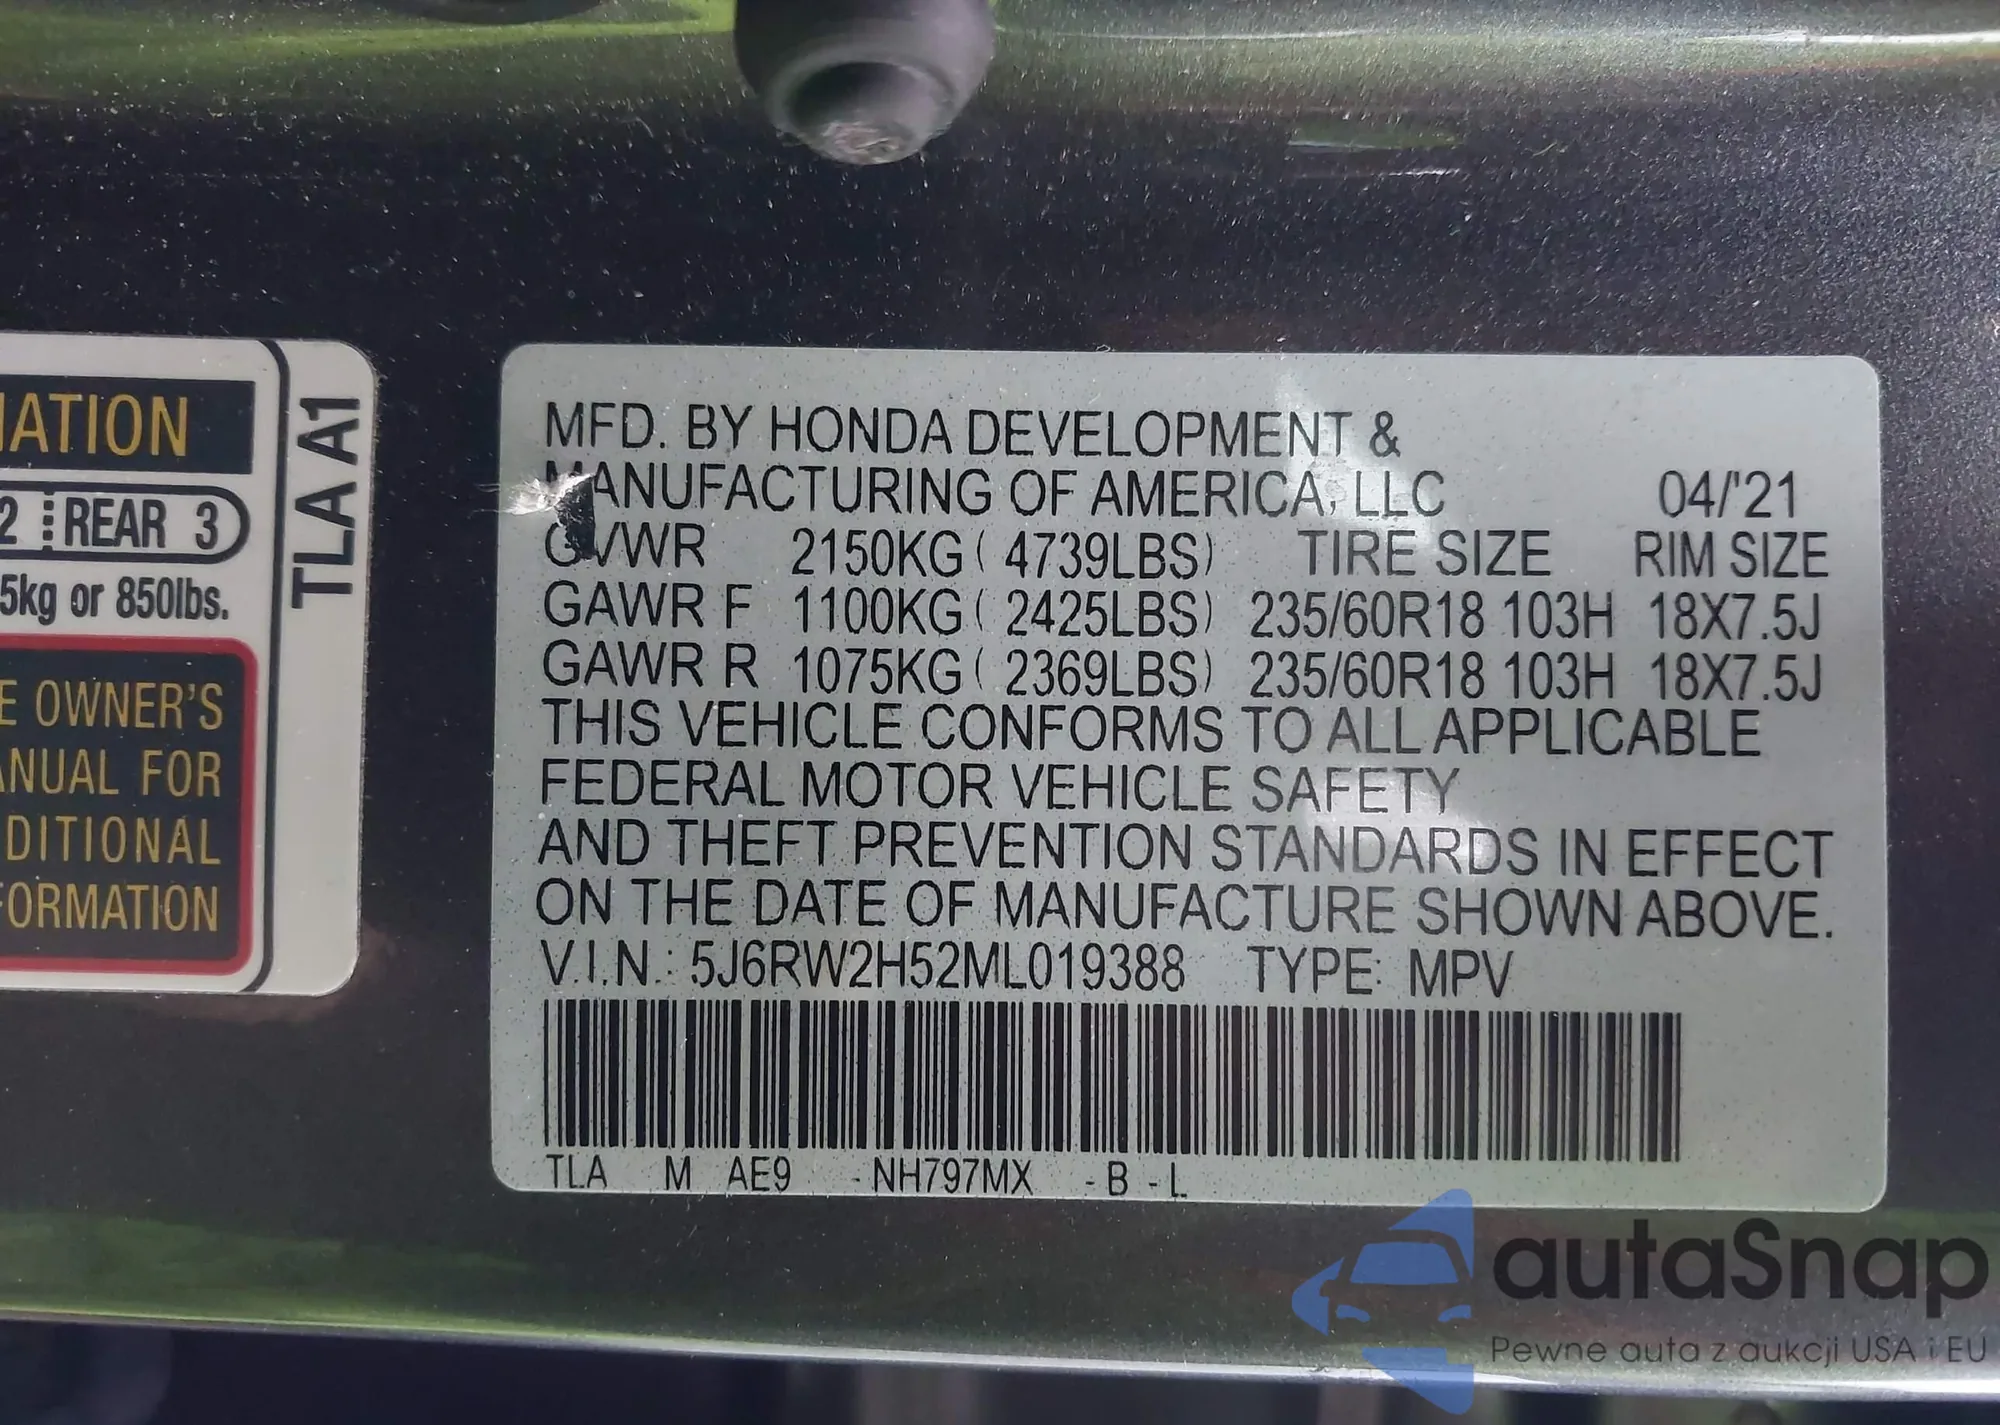 IATION
2 REAR 3
5kg or 850lbs.
E OWNER'S
ANUAL FOR
DITIONAL
FORMATION
TLA A1
MFD. BY HONDA DEVELOPMENT &
MANUFACTURING OF AMERICA, LLC 04/'21
GVWR 2150KG ( 4739LBS) TIRE SIZE RIM SIZE
GAWR F 1100KG ( 2425LBS) 235/60R18 103H 18X7.5J
GAWR R 1075KG ( 2369LBS) 235/60R18 103H 18X7.5J
THIS VEHICLE CONFORMS TO ALL APPLICABLE
FEDERAL MOTOR VEHICLE SAFETY
AND THEFT PREVENTION STANDARDS IN EFFECT
ON THE DATE OF MANUFACTURE SHOWN ABOVE.
V.I.N.: 5J6RW2H52ML019388 TYPE: MPV
TLA M AE9 - NH797MX - B - L
autaSnap
Pewne auta z aukcji USA i EU